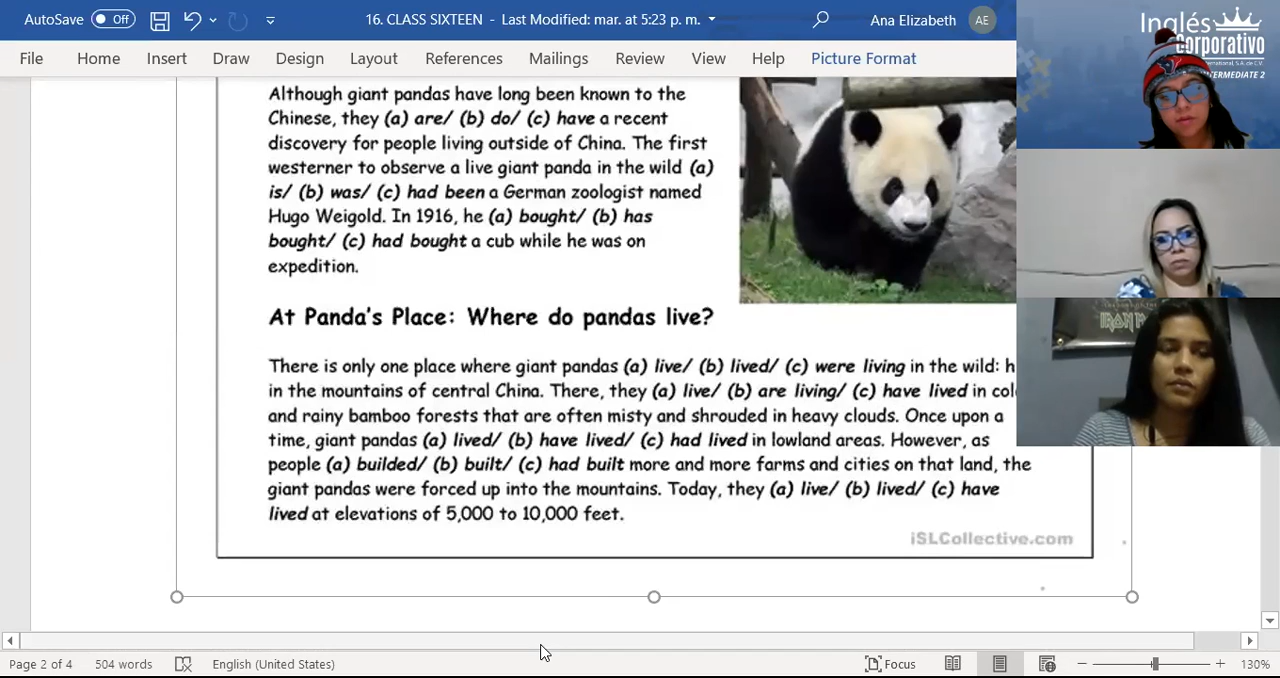 AutoSave Off 16. CLASS SIXTEEN - Last Modified: mar. at 5:23 p. m. Ana Elizabeth AE
File Home Insert Draw Design Layout References Mailings Review View Help Picture Format
Inglés
Corporativo
International, S.A. de C.V.
INTERMEDIATE 2
Although giant pandas have long been known to the
Chinese, they (a) are/ (b) do/ (c) have a recent
discovery for people living outside of China. The first
westerner to observe a live giant panda in the wild (a)
is/ (b) was/ (c) had been a German zoologist named
Hugo Weigold. In 1916, he (a) bought/ (b) has
bought/ (c) had bought a cub while he was on
expedition.
At Panda's Place: Where do pandas live?
There is only one place where giant pandas (a) live/ (b) lived/ (c) were living in the wild: h
in the mountains of central China. There, they (a) live/ (b) are living/ (c) have lived in col
and rainy bamboo forests that are often misty and shrouded in heavy clouds. Once upon a
time, giant pandas (a) lived/ (b) have lived/ (c) had lived in lowland areas. However, as
people (a) builded/ (b) built/ (c) had built more and more farms and cities on that land, the
giant pandas were forced up into the mountains. Today, they (a) live/ (b) lived/ (c) have
lived at elevations of 5,000 to 10,000 feet.
iSLCollective.com
Page 2 of 4 504 words English (United States) Focus 130%